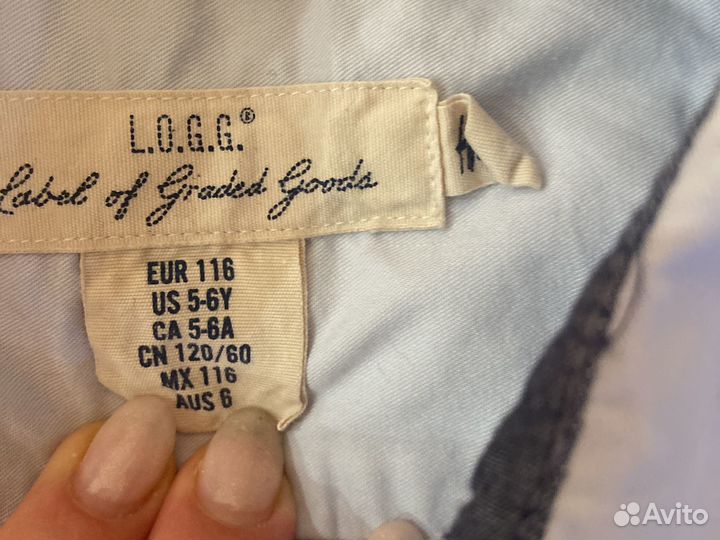 L.O.G.G.®
Label of Graded Goods
EUR 116
US 5-6Y
CA 5-6A
CN 120/60
MX 116
AUS 6
Avito